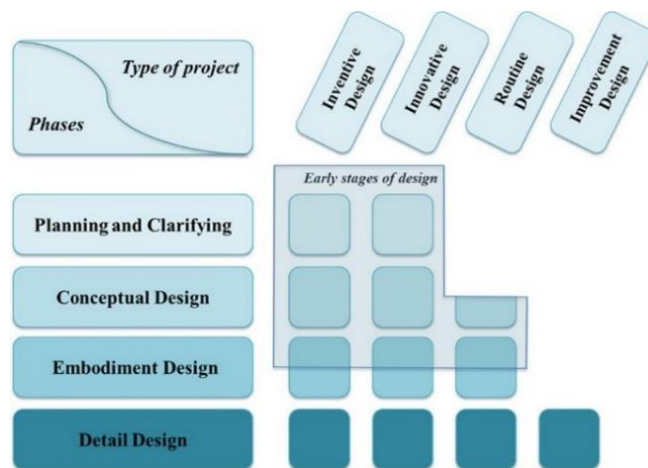 Type of project
Phases
Inventive
Design
Innovative
Design
Routine
Design
Improvement
Design
Early stages of design
Planning and Clarifying
Conceptual Design
Embodiment Design
Detail Design